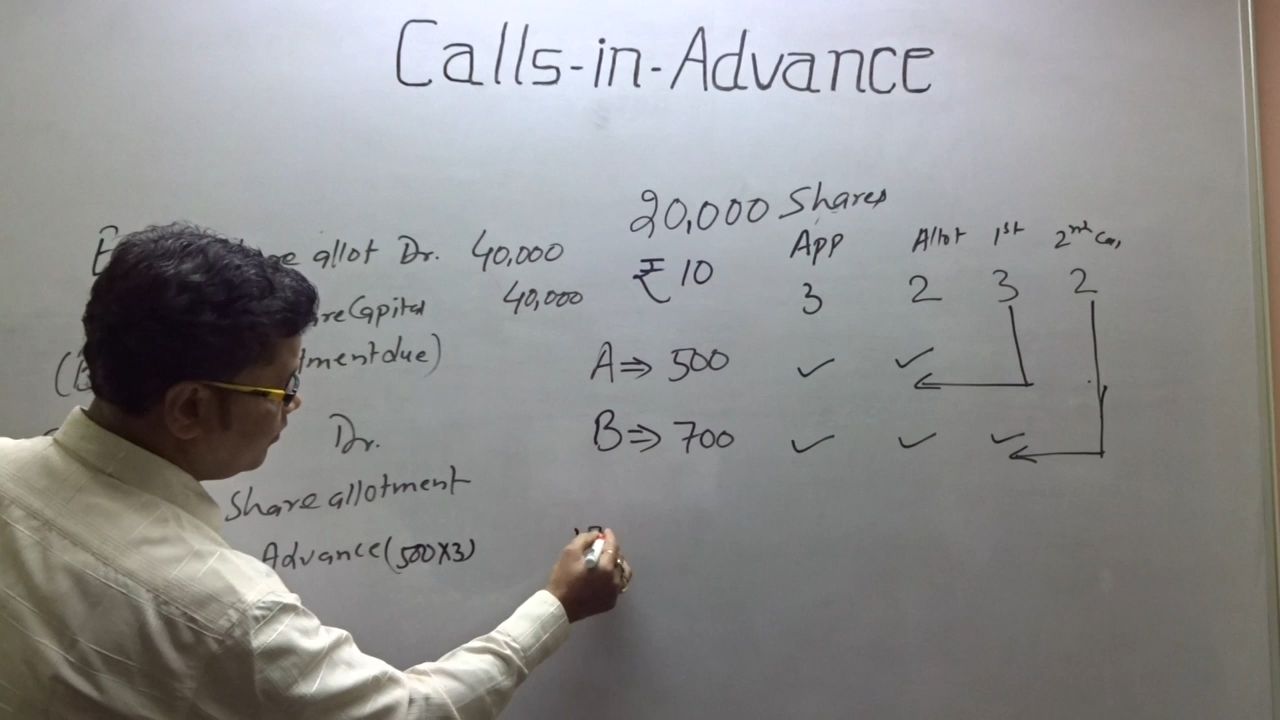 Calls-in-Advance
allot Dr. 40,000
Capital 40,000
due)
Dr.
Share allotment
Advance (500X3)
20,000 Shares
₹ 10
App Allot 1st 2nd Call
3 2 3 2
A ⇒ 500 ✓ ✓
B ⇒ 700 ✓ ✓ ✓